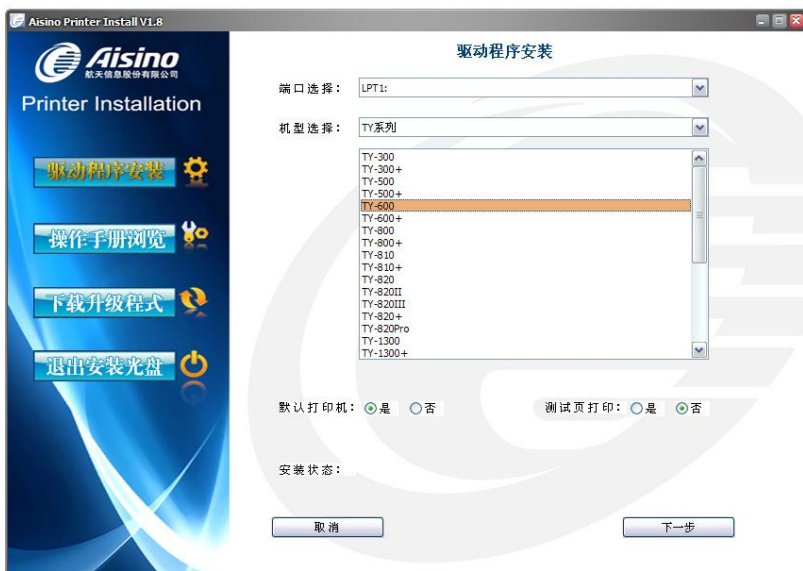 Aisino Printer Install V1.8
Aisino
航天信息股份有限公司
Printer Installation
驱动程序安装
操作手册浏览
下载升级程式
退出安装光盘
驱动程序安装
端口选择: LPT1:
机型选择: TY系列
TY-300
TY-300+
TY-500
TY-500+
TY-600
TY-600+
TY-800
TY-800+
TY-810
TY-810+
TY-820
TY-820II
TY-820III
TY-820+
TY-820Pro
TY-1300
TY-1300+
默认打印机: 是 否 测试页打印: 是 否
安装状态:
取消 下一步